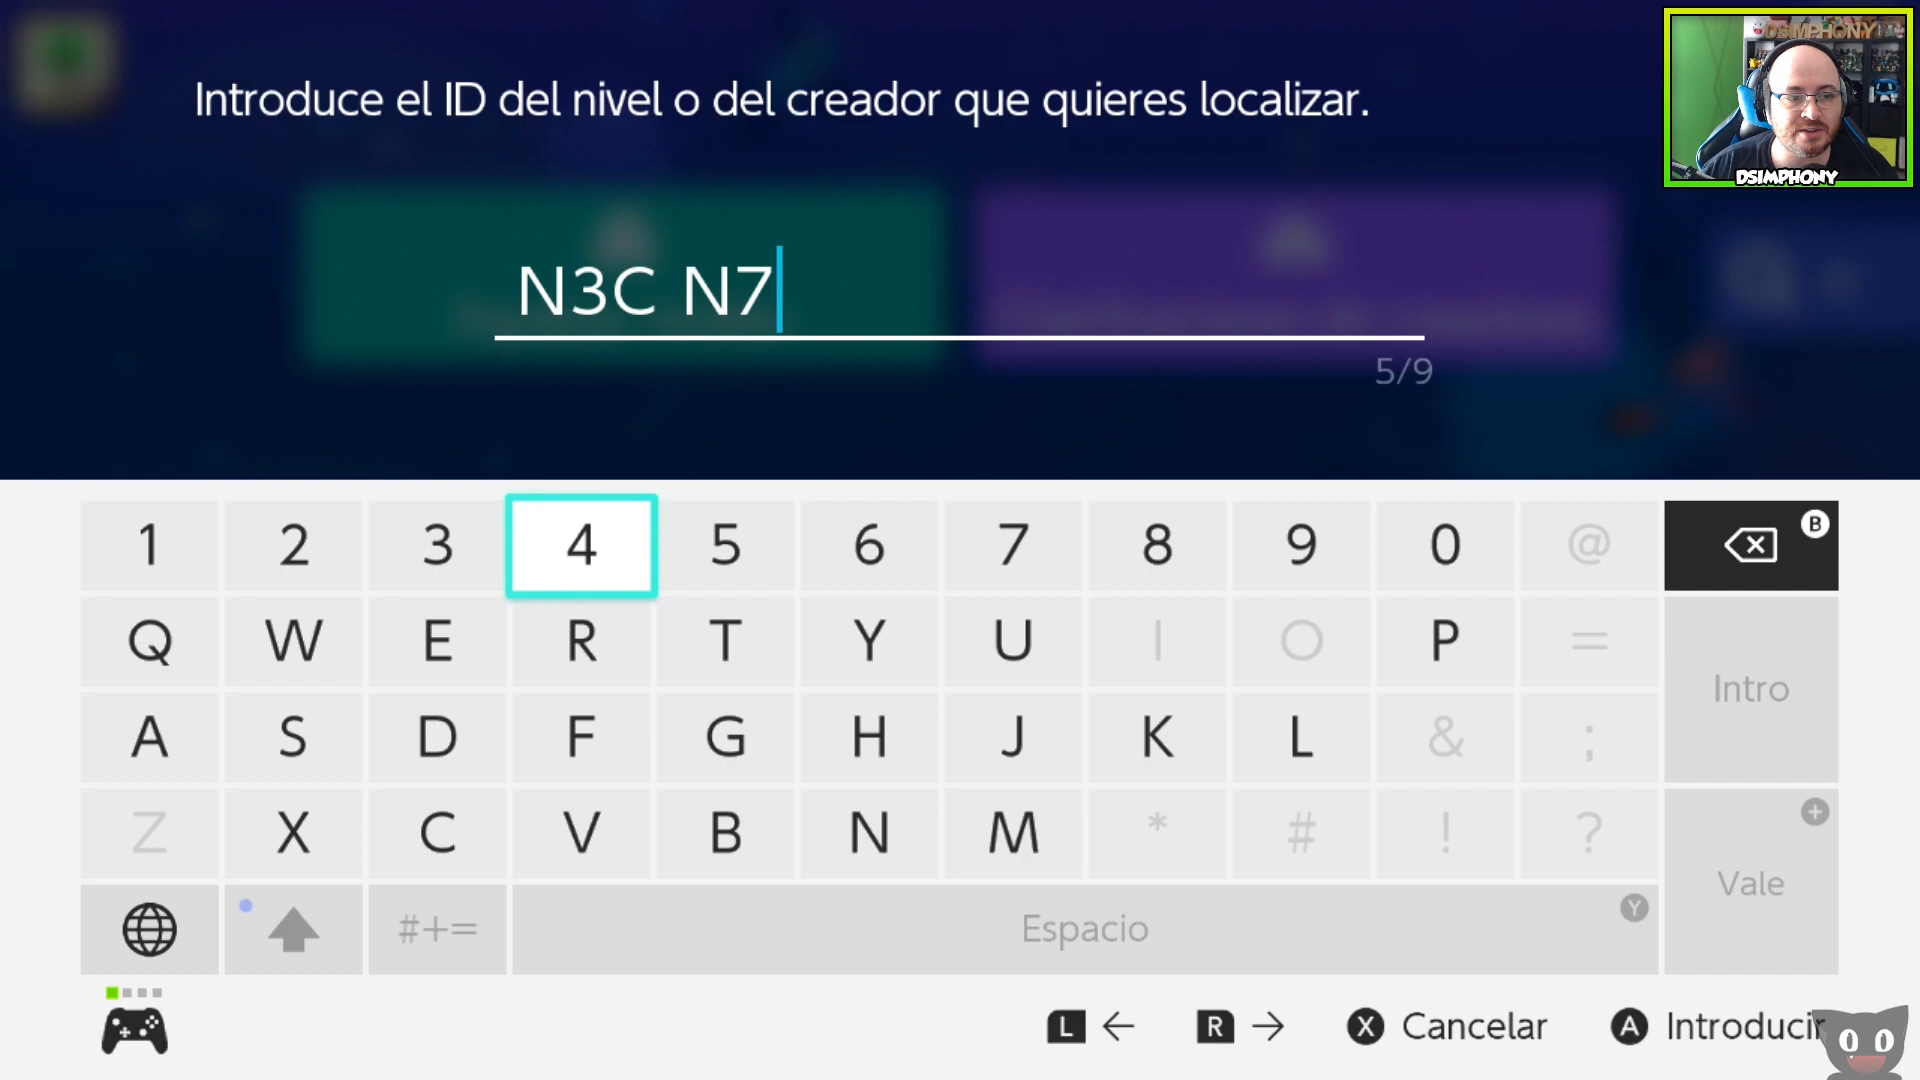 DSIMPHONY
Introduce el ID del nivel o del creador que quieres localizar.
DSIMPHONY
N3C N7
5/9
1 2 3 4 5 6 7 8 9 0 @ B
Q W E R T Y U I O P =
Intro
A S D F G H J K L & ;
Z X C V B N M * # ! ? +
Vale
#+= Espacio Y
L ← R → X Cancelar A Introducir